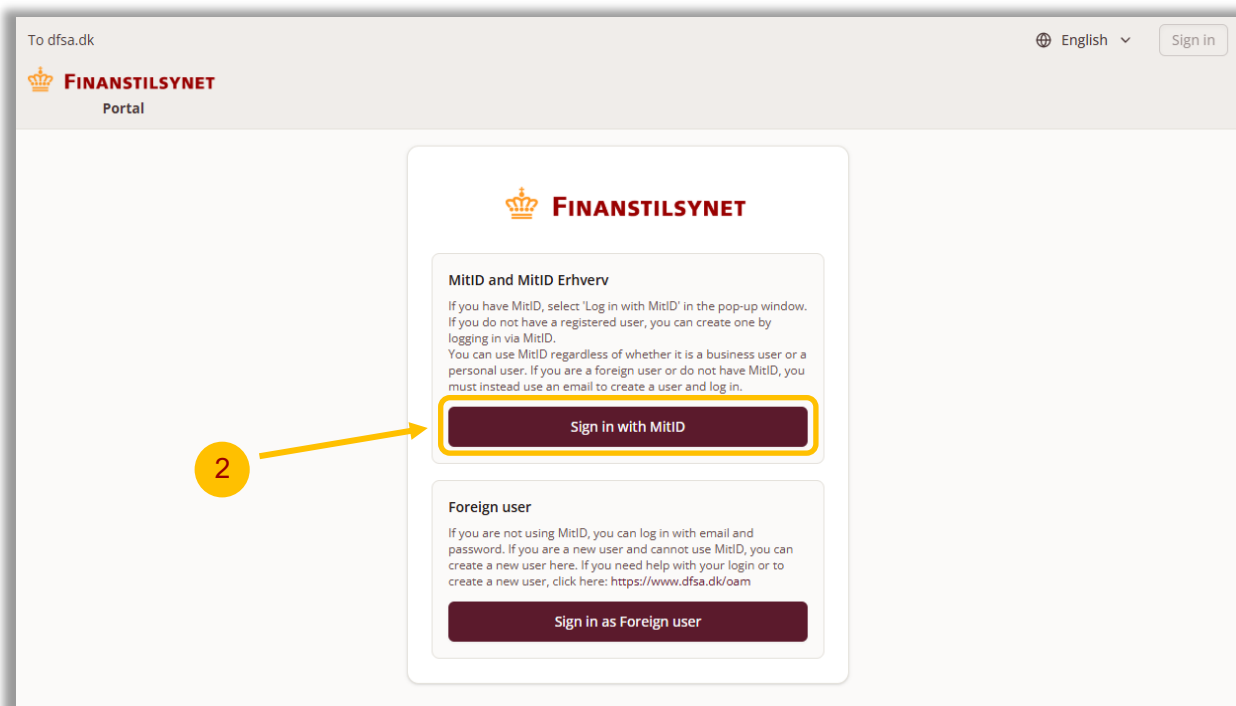 To dfsa.dk
English
Sign in
FINANSTILSYNET
Portal
FINANSTILSYNET
MitID and MitID Erhverv
If you have MitID, select 'Log in with MitID' in the pop-up window.
If you do not have a registered user, you can create one by
logging in via MitID.
You can use MitID regardless of whether it is a business user or a
personal user. If you are a foreign user or do not have MitID, you
must instead use an email to create a user and log in.
Sign in with MitID
2
Foreign user
If you are not using MitID, you can log in with email and
password. If you are a new user and cannot use MitID, you can
create a new user here. If you need help with your login or to
create a new user, click here: https://www.dfsa.dk/oam
Sign in as Foreign user